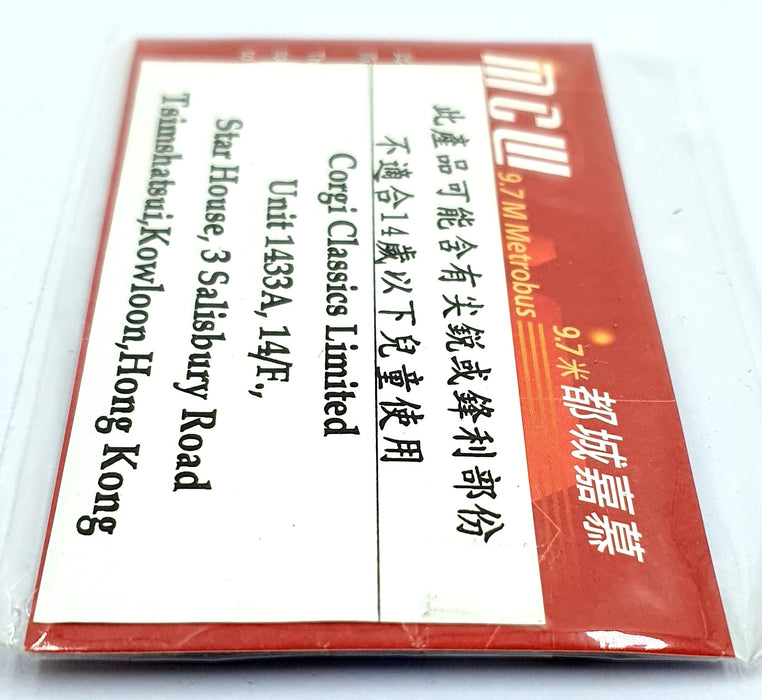 MCW
9.7M Metrobus
9.7米 都城嘉慕
此產品可能含有尖銳或鋒利部份
不適合14歲以下兒童使用
Corgi Classics Limited
Unit 1433A, 14/F.,
Star House, 3 Salisbury Road
Tsimshatsui,Kowloon,Hong Kong